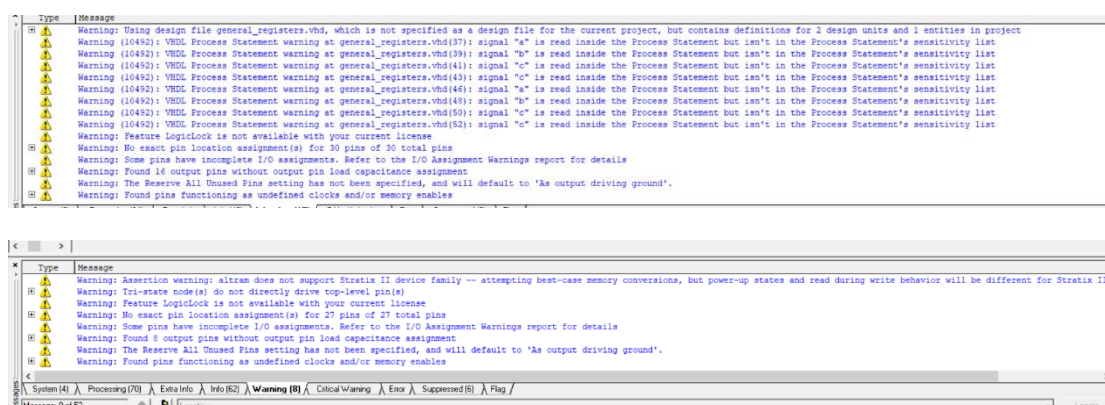 Type Message
Warning: Using design file general_registers.vhd, which is not specified as a design file for the current project, but contains definitions for 2 design units and 1 entities in project
Warning (10492): VHDL Process Statement warning at general_registers.vhd(37): signal "a" is read inside the Process Statement but isn't in the Process Statement's sensitivity list
Warning (10492): VHDL Process Statement warning at general_registers.vhd(39): signal "b" is read inside the Process Statement but isn't in the Process Statement's sensitivity list
Warning (10492): VHDL Process Statement warning at general_registers.vhd(41): signal "c" is read inside the Process Statement but isn't in the Process Statement's sensitivity list
Warning (10492): VHDL Process Statement warning at general_registers.vhd(43): signal "c" is read inside the Process Statement but isn't in the Process Statement's sensitivity list
Warning (10492): VHDL Process Statement warning at general_registers.vhd(46): signal "a" is read inside the Process Statement but isn't in the Process Statement's sensitivity list
Warning (10492): VHDL Process Statement warning at general_registers.vhd(48): signal "b" is read inside the Process Statement but isn't in the Process Statement's sensitivity list
Warning (10492): VHDL Process Statement warning at general_registers.vhd(50): signal "c" is read inside the Process Statement but isn't in the Process Statement's sensitivity list
Warning (10492): VHDL Process Statement warning at general_registers.vhd(52): signal "c" is read inside the Process Statement but isn't in the Process Statement's sensitivity list
Warning: Feature LogicLock is not available with your current license
Warning: No exact pin location assignment(s) for 30 pins of 30 total pins
Warning: Some pins have incomplete I/O assignments. Refer to the I/O Assignment Warnings report for details
Warning: Found 16 output pins without output pin load capacitance assignment
Warning: The Reserve All Unused Pins setting has not been specified, and will default to 'As output driving ground'.
Warning: Found pins functioning as undefined clocks and/or memory enables
Type Message
Warning: Assertion warning: altram does not support Stratix II device family -- attempting best-case memory conversions, but power-up states and read during write behavior will be different for Stratix II
Warning: Tri-state node(s) do not directly drive top-level pin(s)
Warning: Feature LogicLock is not available with your current license
Warning: No exact pin location assignment(s) for 27 pins of 27 total pins
Warning: Some pins have incomplete I/O assignments. Refer to the I/O Assignment Warnings report for details
Warning: Found 8 output pins without output pin load capacitance assignment
Warning: The Reserve All Unused Pins setting has not been specified, and will default to 'As output driving ground'.
Warning: Found pins functioning as undefined clocks and/or memory enables
System (4) Processing (70) Extra Info Info (62) Warning (8) Critical Warning Error Suppressed (6) Flag